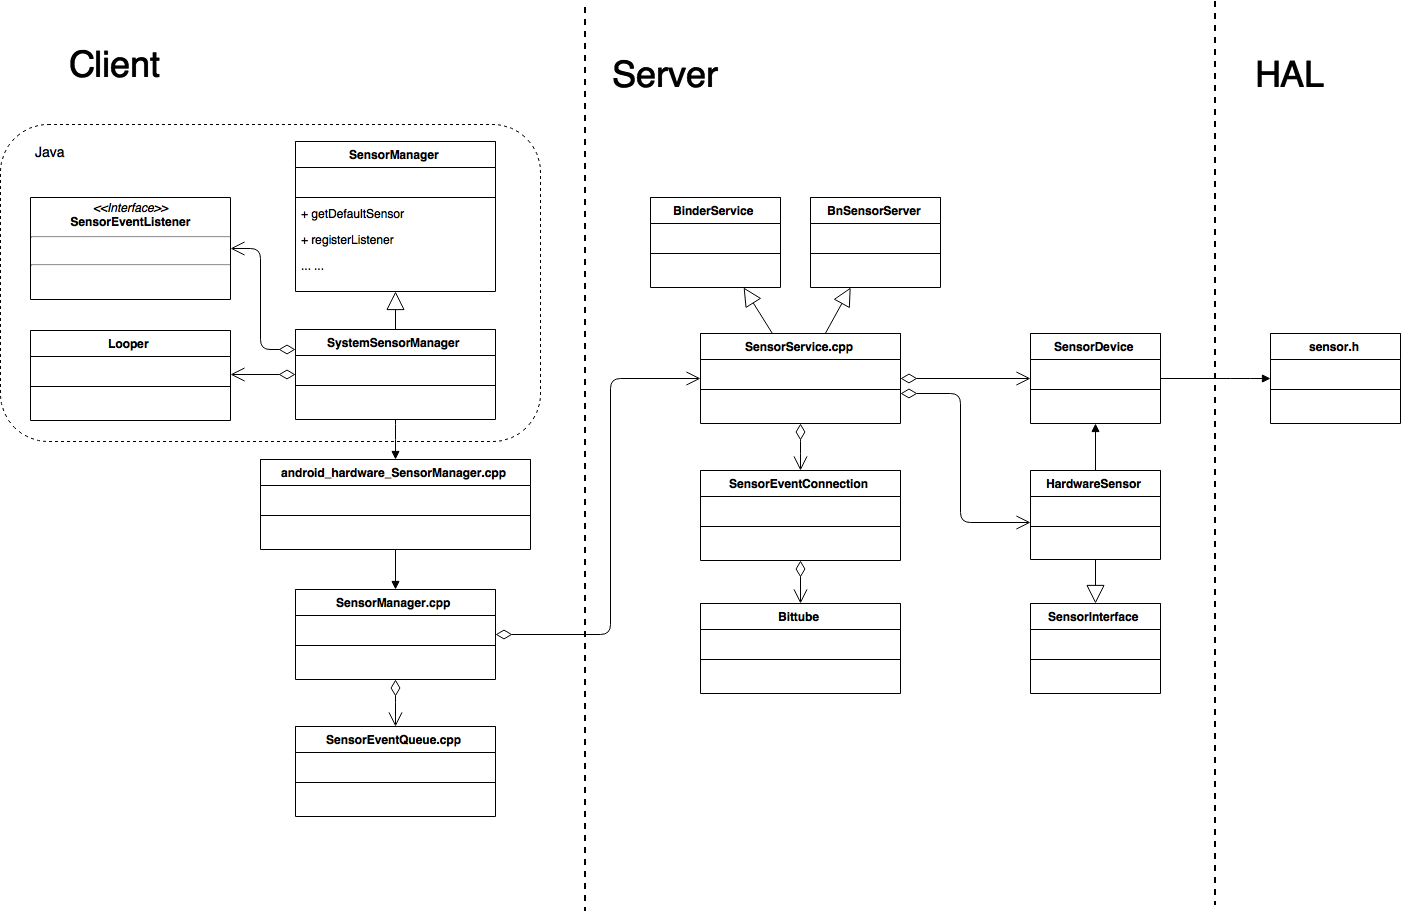 Client
Server
HAL
Java
SensorManager
+ getDefaultSensor
+ registerListener
... ...
<<Interface>>
SensorEventListener
Looper
SystemSensorManager
android_hardware_SensorManager.cpp
SensorManager.cpp
SensorEventQueue.cpp
BinderService
BnSensorServer
SensorService.cpp
SensorEventConnection
Bittube
SensorDevice
HardwareSensor
SensorInterface
sensor.h